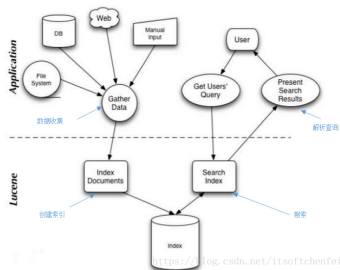 Web
DB
Manual
Input
User
Application
File
System
Gather
Data
Get Users'
Query
Present
Search
Results
数据收集
解析查询
Lucene
Index
Documents
Search
Index
创建索引
搜索
Index
https://blog.csdn.net/itsoftchenfei